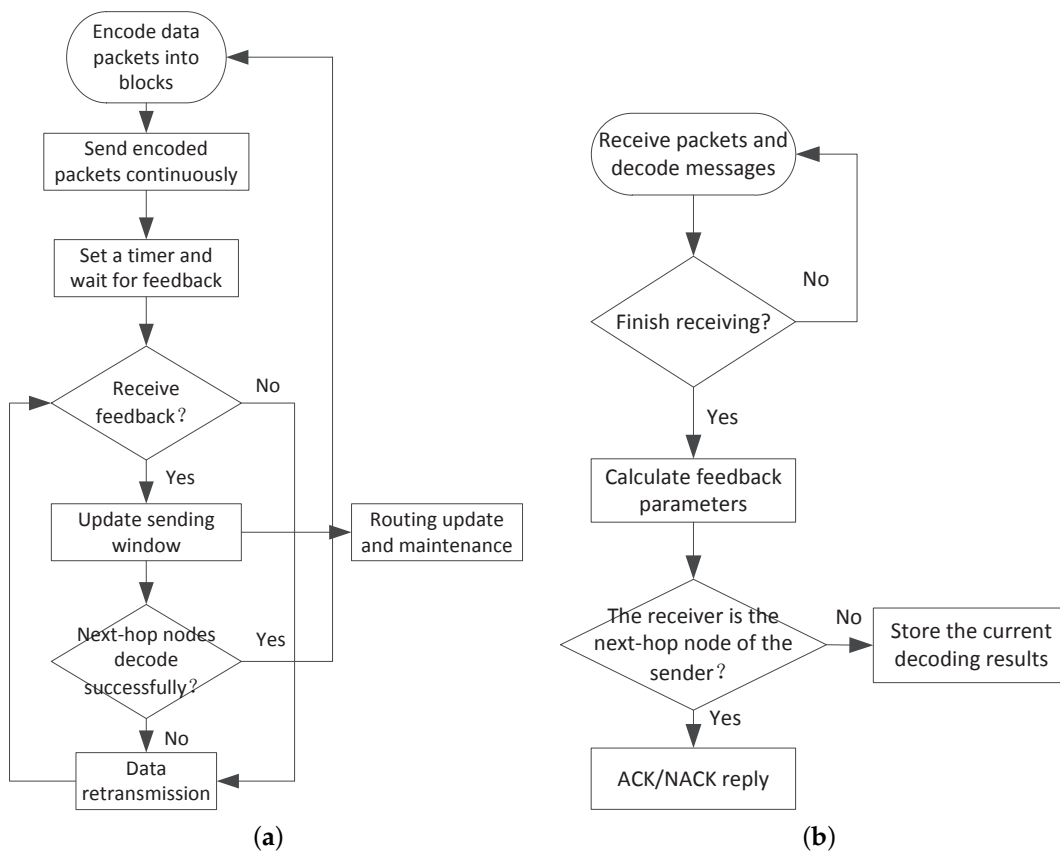 Encode data
packets into
blocks
Send encoded
packets continuously
Set a timer and
wait for feedback
Receive
feedback？
No
Yes
Update sending
window
Routing update
and maintenance
Next-hop nodes
decode
successfully？
Yes
No
Data
retransmission
(a)
Receive packets and
decode messages
No
Finish receiving?
Yes
Calculate feedback
parameters
The receiver is the
next-hop node of the
sender？
No
Store the current
decoding results
Yes
ACK/NACK reply
(b)